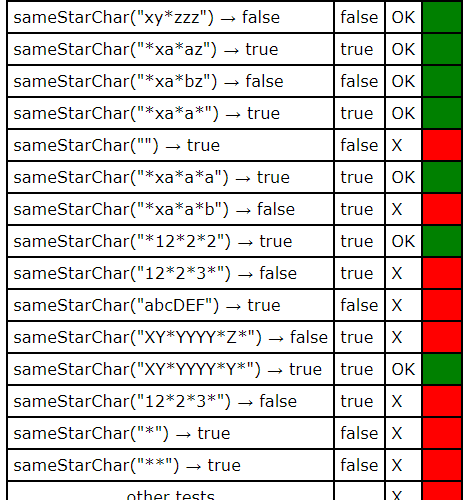 sameStarChar("xy*zzz") → false false OK
sameStarChar("*xa*az") → true true OK
sameStarChar("*xa*bz") → false false OK
sameStarChar("*xa*a*") → true true OK
sameStarChar("") → true false X
sameStarChar("*xa*a*a") → true true OK
sameStarChar("*xa*a*b") → false true X
sameStarChar("*12*2*2") → true true OK
sameStarChar("12*2*3*") → false true X
sameStarChar("abcDEF") → true false X
sameStarChar("XY*YYYY*Z*") → false true X
sameStarChar("XY*YYYY*Y*") → true true OK
sameStarChar("12*2*3*") → false true X
sameStarChar("*") → true false X
sameStarChar("**") → true false X
other tests X